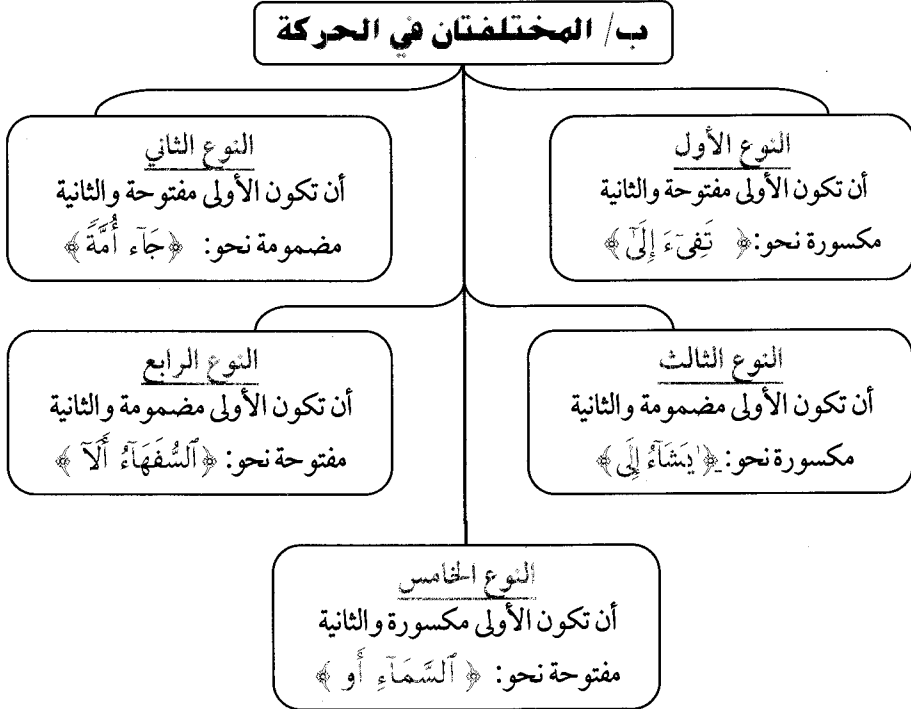 ب/ المختلفتان في الحركة
النوع الأول
أن تكون الأولى مفتوحة والثانية
مكسورة نحو: ﴿ تَفِىٓءَ إِلَىٰٓ ﴾
النوع الثاني
أن تكون الأولى مفتوحة والثانية
مضمومة نحو: ﴿ جَآءَ أُمَّةً ﴾
النوع الثالث
أن تكون الأولى مضمومة والثانية
مكسورة نحو: ﴿ يَشَآءُ إِلَى ﴾
النوع الرابع
أن تكون الأولى مضمومة والثانية
مفتوحة نحو: ﴿ ٱلسُّفَهَآءُ أَلَآ ﴾
النوع الخامس
أن تكون الأولى مكسورة والثانية
مفتوحة نحو: ﴿ ٱلسَّمَآءِ أَو ﴾